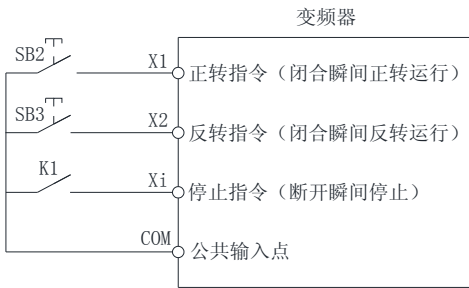 变频器
SB2
X1
正转指令（闭合瞬间正转运行）
SB3
X2
反转指令（闭合瞬间反转运行）
K1
Xi
停止指令（断开瞬间停止）
COM
公共输入点